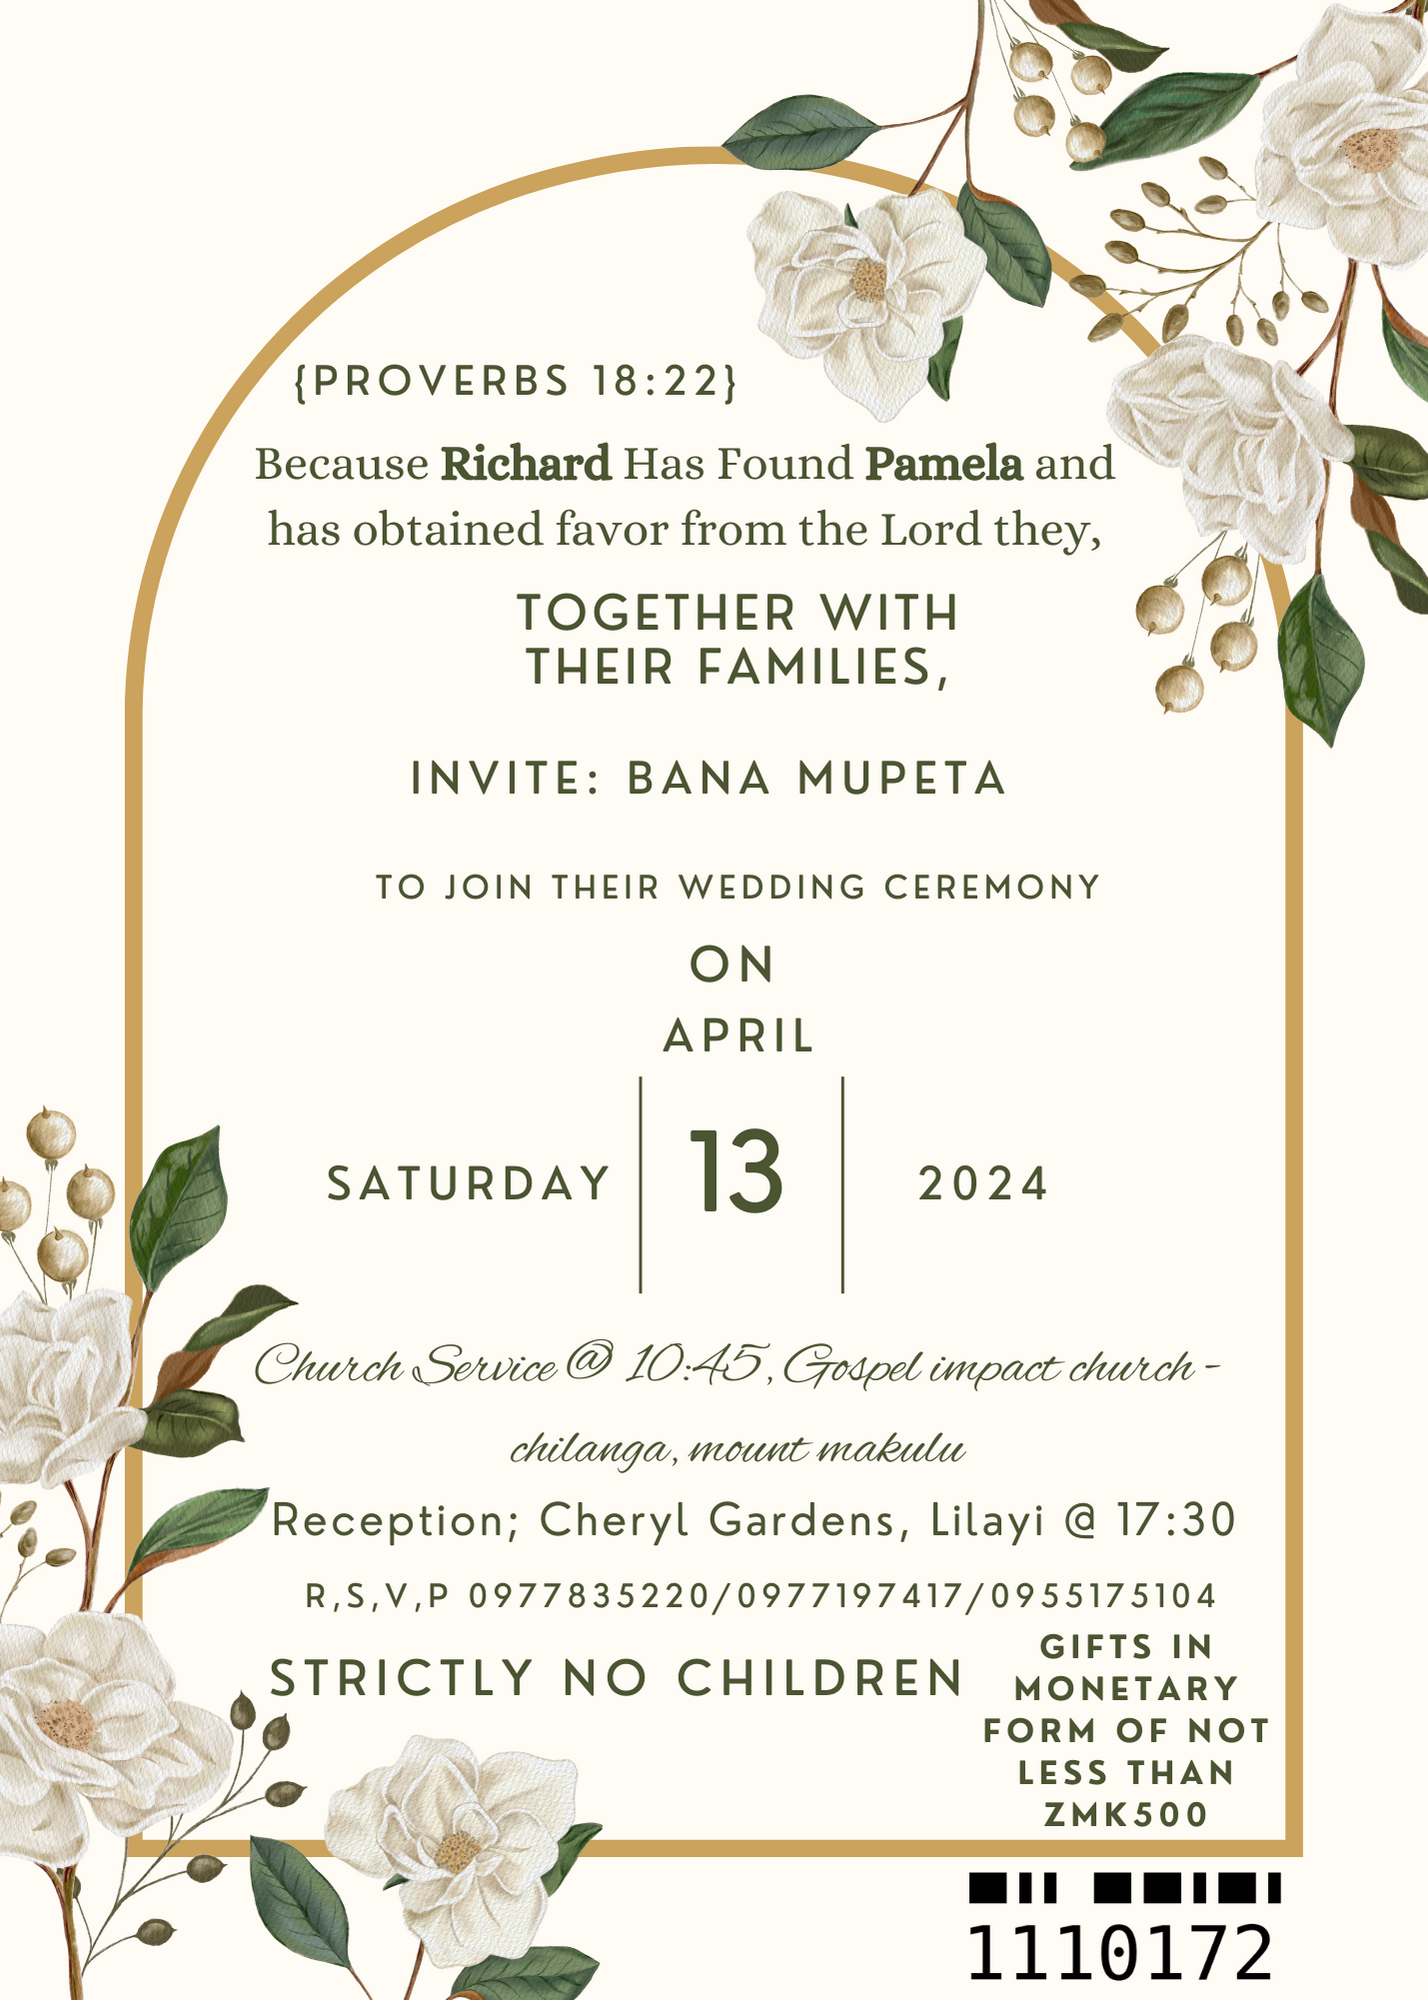 {PROVERBS 18:22}
Because Richard Has Found Pamela and
has obtained favor from the Lord they,
TOGETHER WITH
THEIR FAMILIES,
INVITE: BANA MUPETA
TO JOIN THEIR WEDDING CEREMONY
ON
APRIL
SATURDAY 13 2024
Church Service @ 10:45, Gospel impact church -
chilanga, mount makulu
Reception; Cheryl Gardens, Lilayi @ 17:30
R,S,V,P 0977835220/0977197417/0955175104
STRICTLY NO CHILDREN
GIFTS IN
MONETARY
FORM OF NOT
LESS THAN
ZMK500
1110172